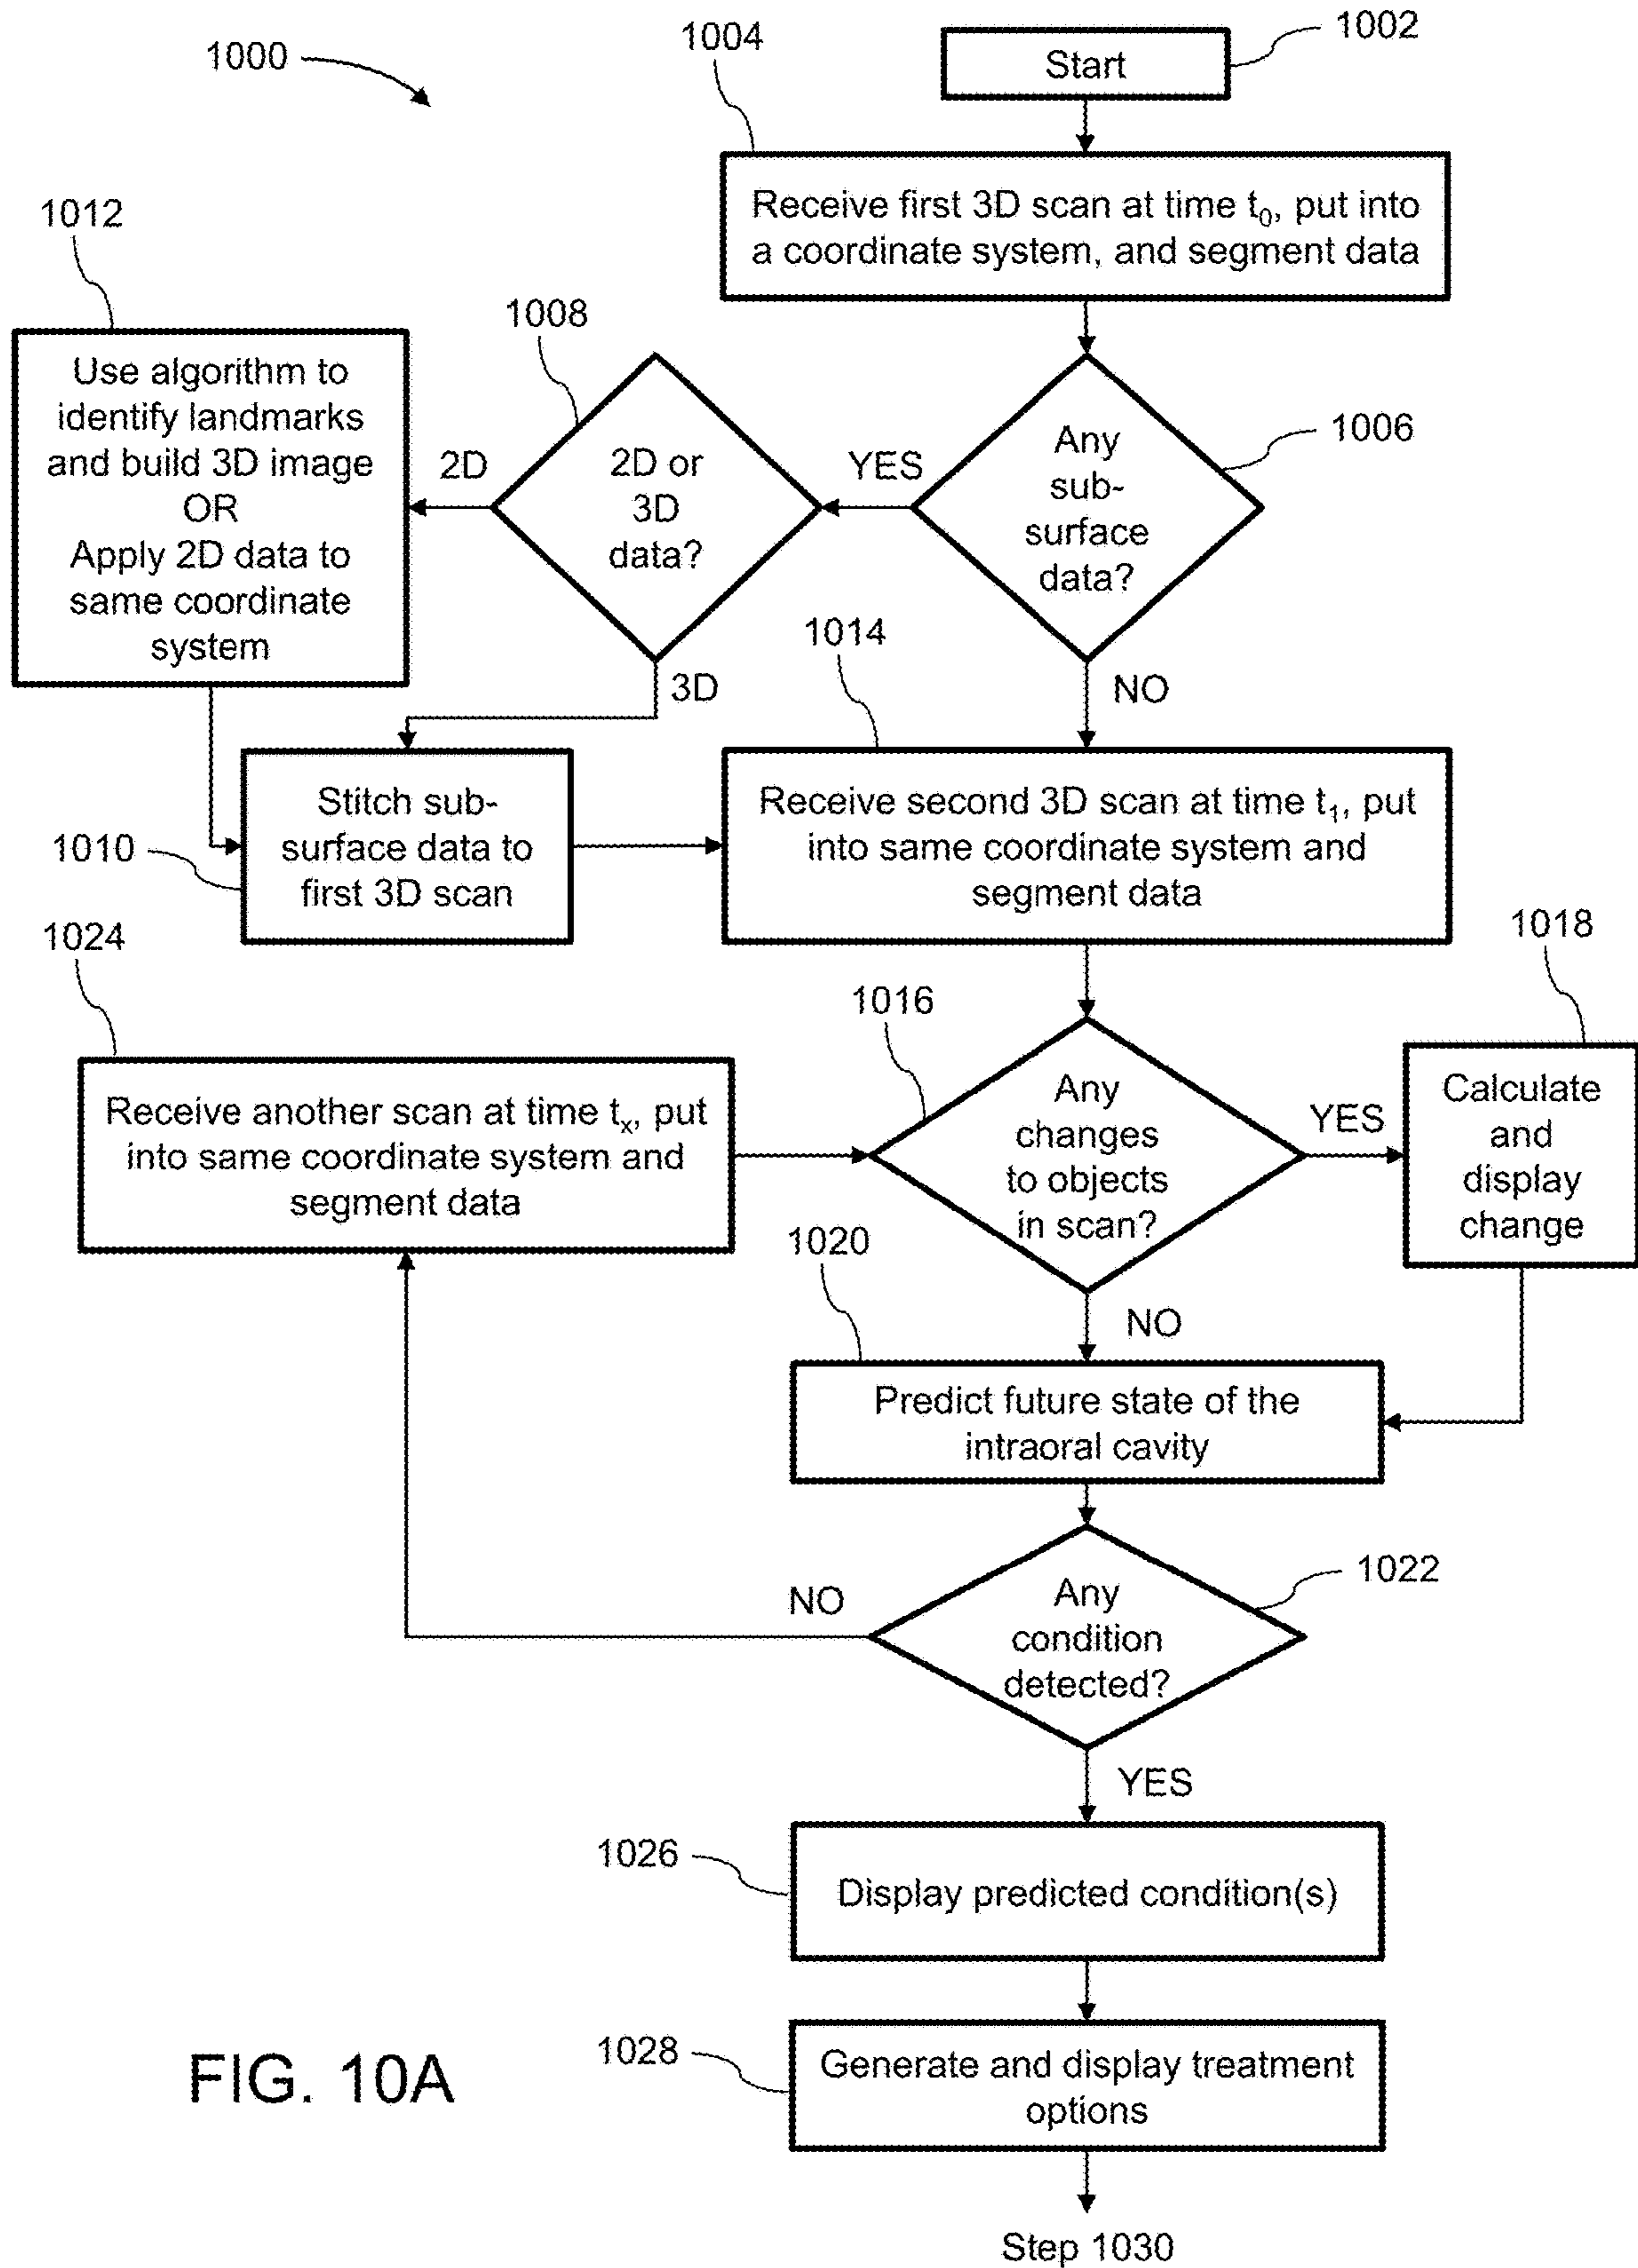 1000
1002
Start
1004
Receive first 3D scan at time t₀, put into
a coordinate system, and segment data
1006
Any
sub-
surface
data?
YES
NO
1008
2D or
3D
data?
2D
3D
1012
Use algorithm to
identify landmarks
and build 3D image
OR
Apply 2D data to
same coordinate
system
1010
Stitch sub-
surface data to
first 3D scan
1014
Receive second 3D scan at time t₁, put
into same coordinate system and
segment data
1016
Any
changes
to objects
in scan?
YES
NO
1018
Calculate
and
display
change
1024
Receive another scan at time tₓ, put
into same coordinate system and
segment data
1020
Predict future state of the
intraoral cavity
1022
Any
condition
detected?
NO
YES
1026
Display predicted condition(s)
1028
Generate and display treatment
options
Step 1030
FIG. 10A